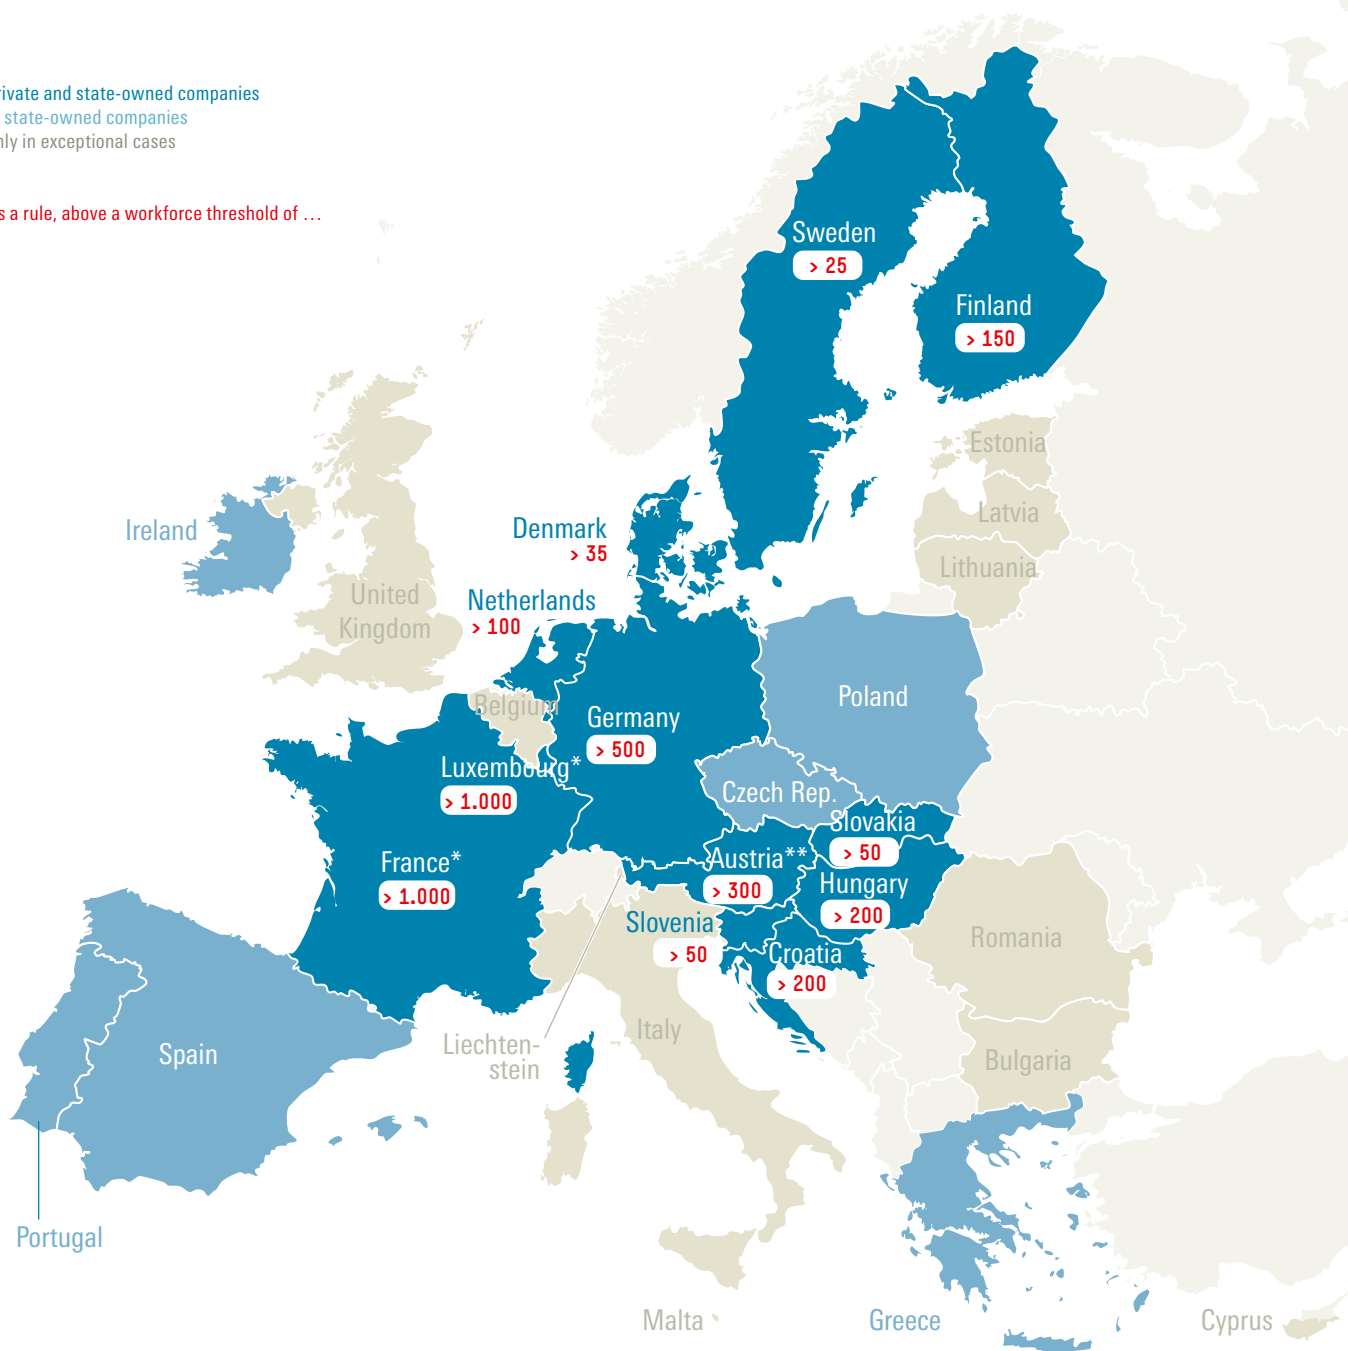 rivate and state-owned companies
state-owned companies
nly in exceptional cases
s a rule, above a workforce threshold of …
Sweden
> 25
Finland
> 150
Estonia
Latvia
Lithuania
Ireland
United
Kingdom
Denmark
> 35
Netherlands
> 100
Belgium
Germany
> 500
Poland
Luxembourg*
> 1.000
Czech Rep.
Slovakia
> 50
France*
> 1.000
Austria**
> 300
Hungary
> 200
Slovenia
> 50
Croatia
> 200
Romania
Liechten-
stein
Italy
Bulgaria
Spain
Portugal
Malta
Greece
Cyprus